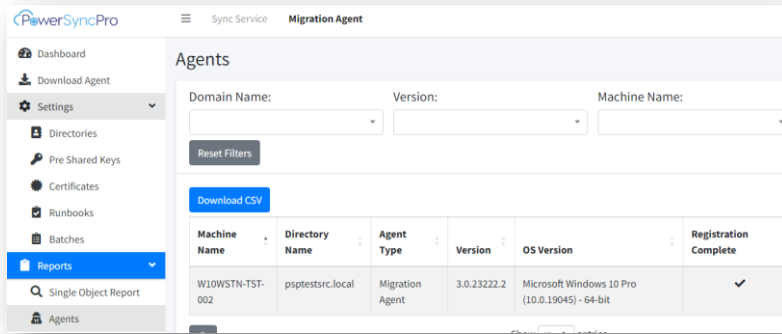 PowerSyncPro
Sync Service Migration Agent
Dashboard
Download Agent
Settings
Directories
Pre Shared Keys
Certificates
Runbooks
Batches
Reports
Single Object Report
Agents
Agents
Domain Name: Version: Machine Name:
Reset Filters
Download CSV
Machine Name Directory Name Agent Type Version OS Version Registration Complete
W10WSTN-TST-002 psptestsrc.local Migration Agent 3.0.23222.2 Microsoft Windows 10 Pro (10.0.19045) - 64-bit
Show entries